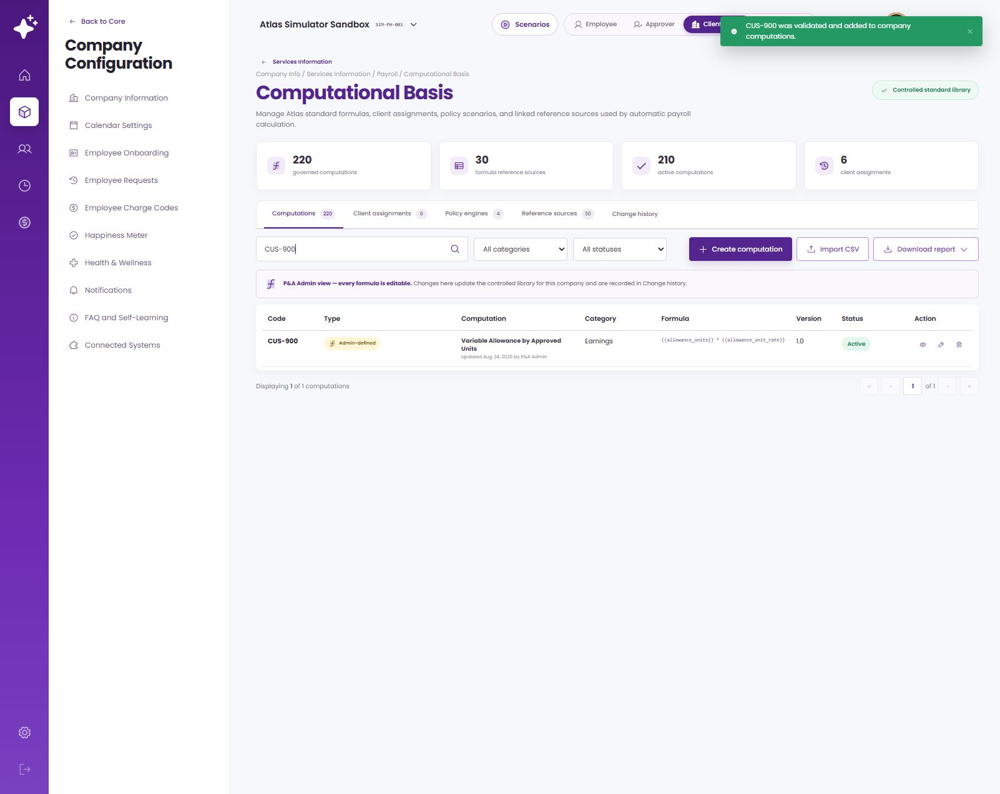 Back to Core
Company
Configuration
Company Information
Calendar Settings
Employee Onboarding
Employee Requests
Employee Charge Codes
Happiness Meter
Health & Wellness
Notifications
FAQ and Self-Learning
Connected Systems
Atlas Simulator Sandbox SIM-PH-001
Scenarios
Employee
Approver
Client
CUS-900 was validated and added to company
computations.
Services Information
Company Info / Services Information / Payroll / Computational Basis
Computational Basis
Controlled standard library
Manage Atlas standard formulas, client assignments, policy scenarios, and linked reference sources used by automatic payroll
calculation.
220
governed computations
30
formula reference sources
210
active computations
6
client assignments
Computations 220
Client assignments 6
Policy engines 4
Reference sources 30
Change history
CUS-900
All categories
All statuses
Create computation
Import CSV
Download report
P&A Admin view — every formula is editable. Changes here update the controlled library for this company and are recorded in Change history.
Code Type Computation Category Formula Version Status Action
CUS-900 Admin-defined Variable Allowance by Approved Earnings {{allowance_units}} * {{allowance_unit_rate}} 1.0 Active
Units
Updated Aug 24, 2026 by P&A Admin
Displaying 1 of 1 computations
« ‹ 1 of 1 › »